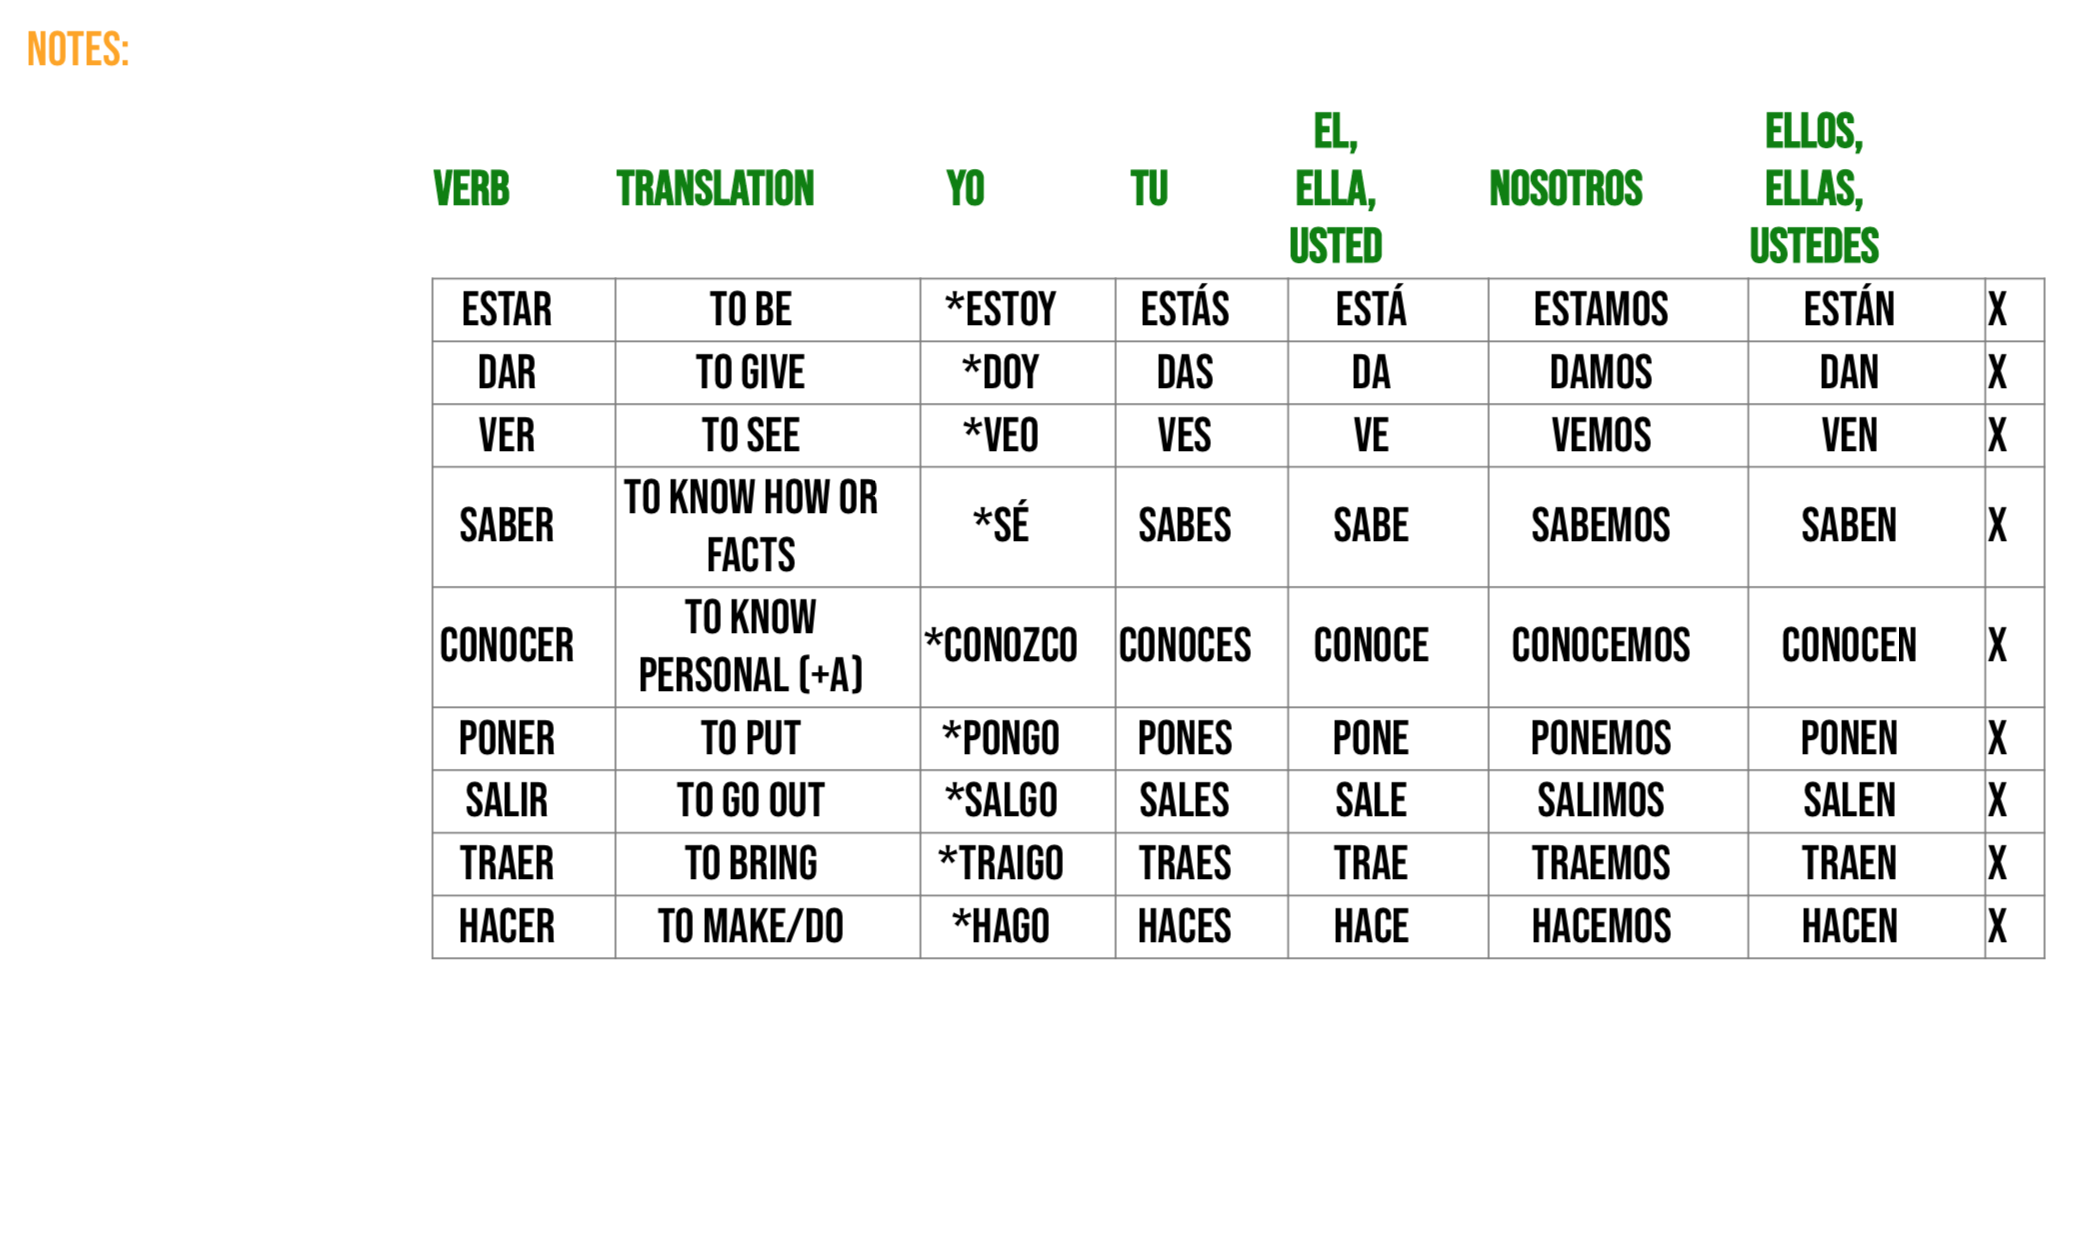 NOTES:
VERB TRANSLATION YO TU EL, ELLA, USTED NOSOTROS ELLOS, ELLAS, USTEDES
ESTAR TO BE *ESTOY ESTÁS ESTÁ ESTAMOS ESTÁN X
DAR TO GIVE *DOY DAS DA DAMOS DAN X
VER TO SEE *VEO VES VE VEMOS VEN X
SABER TO KNOW HOW OR FACTS *SÉ SABES SABE SABEMOS SABEN X
CONOCER TO KNOW PERSONAL (+A) *CONOZCO CONOCES CONOCE CONOCEMOS CONOCEN X
PONER TO PUT *PONGO PONES PONE PONEMOS PONEN X
SALIR TO GO OUT *SALGO SALES SALE SALIMOS SALEN X
TRAER TO BRING *TRAIGO TRAES TRAE TRAEMOS TRAEN X
HACER TO MAKE/DO *HAGO HACES HACE HACEMOS HACEN X